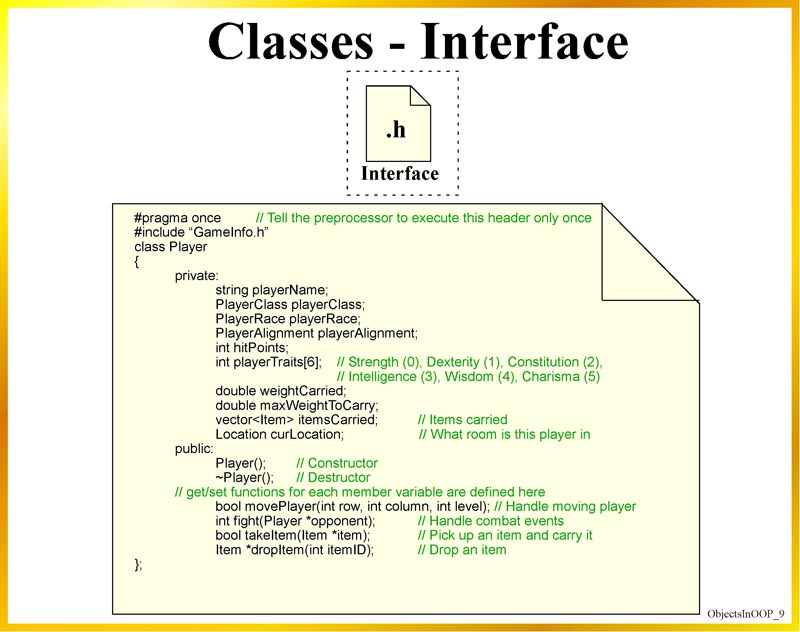 Classes - Interface
.h
Interface
#pragma once // Tell the preprocessor to execute this header only once
#include “GameInfo.h”
class Player
{
private:
string playerName;
PlayerClass playerClass;
PlayerRace playerRace;
PlayerAlignment playerAlignment;
int hitPoints;
int playerTraits[6]; // Strength (0), Dexterity (1), Constitution (2),
// Intelligence (3), Wisdom (4), Charisma (5)
double weightCarried;
double maxWeightToCarry;
vector<Item> itemsCarried; // Items carried
Location curLocation; // What room is this player in
public:
Player(); // Constructor
~Player(); // Destructor
// get/set functions for each member variable are defined here
bool movePlayer(int row, int column, int level); // Handle moving player
int fight(Player *opponent); // Handle combat events
bool takeItem(Item *item); // Pick up an item and carry it
Item *dropItem(int itemID); // Drop an item
};
ObjectsInOOP_9